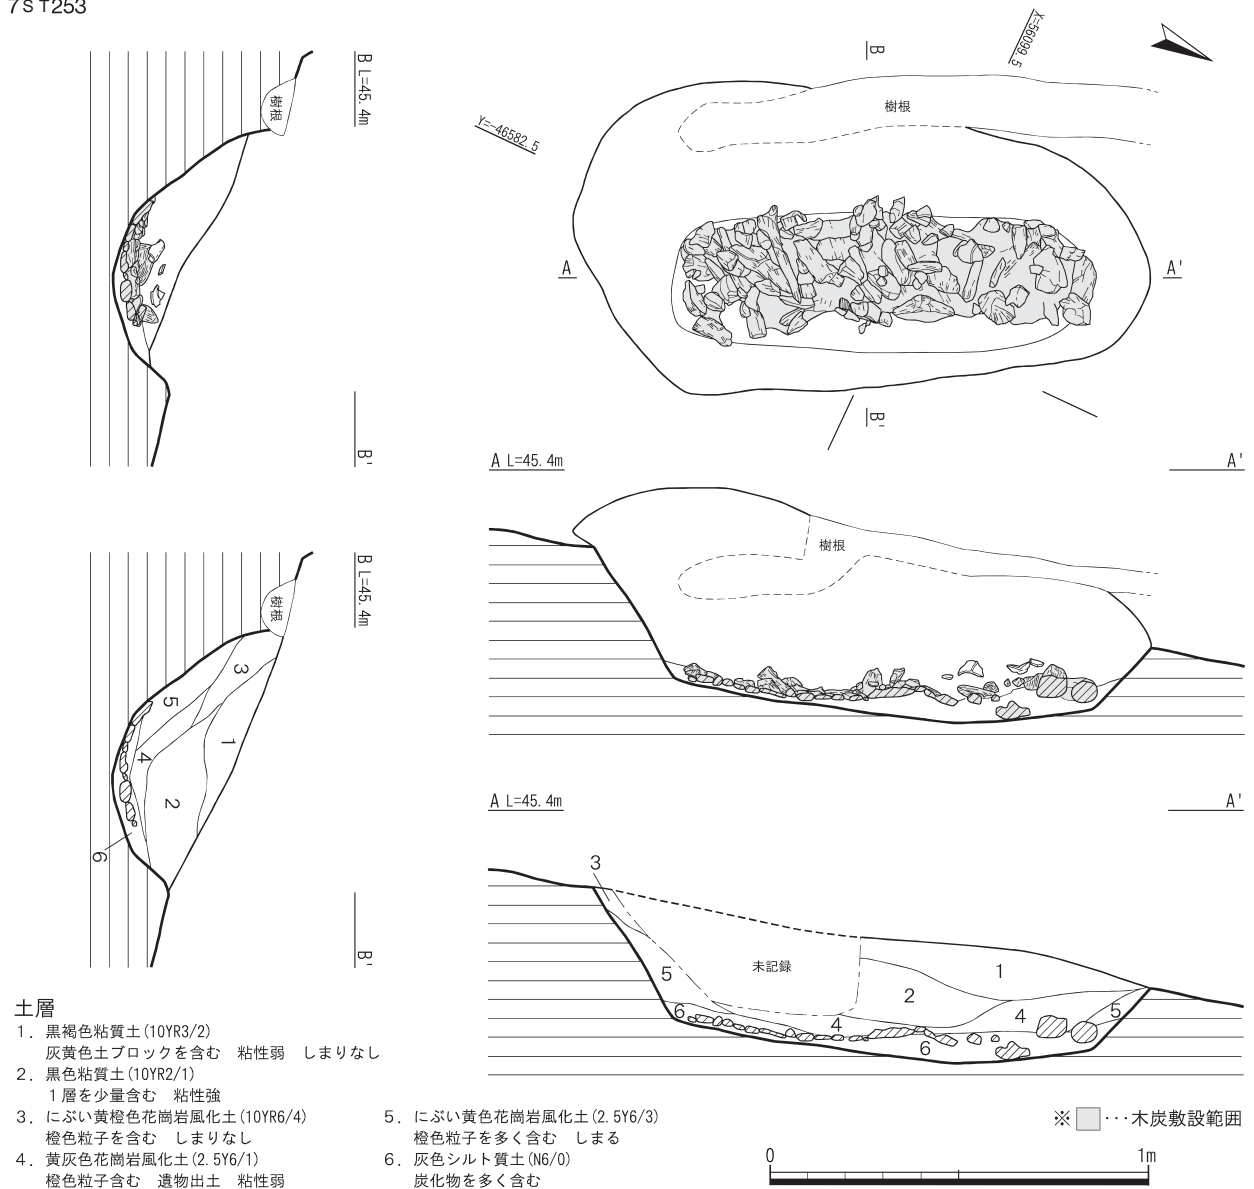 7ST253
B L=45.4m
樹根
B'
X=56099.5
Y=-46582.5
B
樹根
A
A'
B'
A L=45.4m
A'
樹根
B L=45.4m
樹根
3
5
1
4
2
6
B'
A L=45.4m
A'
3
未記録
1
5
2
6
4
4
5
6
土層
1．黒褐色粘質土(10YR3/2)
灰黄色土ブロックを含む　粘性弱　しまりなし
2．黒色粘質土(10YR2/1)
１層を少量含む　粘性強
3．にぶい黄橙色花崗岩風化土(10YR6/4)
橙色粒子を含む　しまりなし
4．黄灰色花崗岩風化土(2.5Y6/1)
橙色粒子含む　遺物出土　粘性弱
5．にぶい黄色花崗岩風化土(2.5Y6/3)
橙色粒子を多く含む　しまる
6．灰色シルト質土(N6/0)
炭化物を多く含む
※ ･･･木炭敷設範囲
0
1m